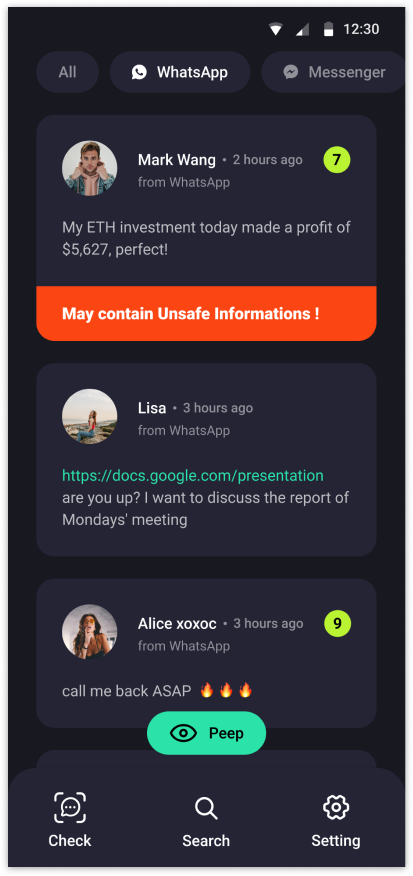 12:30
All
WhatsApp
Messenger
Mark Wang • 2 hours ago
7
from WhatsApp
My ETH investment today made a profit of
$5,627, perfect!
May contain Unsafe Informations !
Lisa • 3 hours ago
from WhatsApp
https://docs.google.com/presentation
are you up? I want to discuss the report of
Mondays' meeting
Alice xoxoc • 3 hours ago
9
from WhatsApp
call me back ASAP 🔥🔥🔥
Peep
Check
Search
Setting